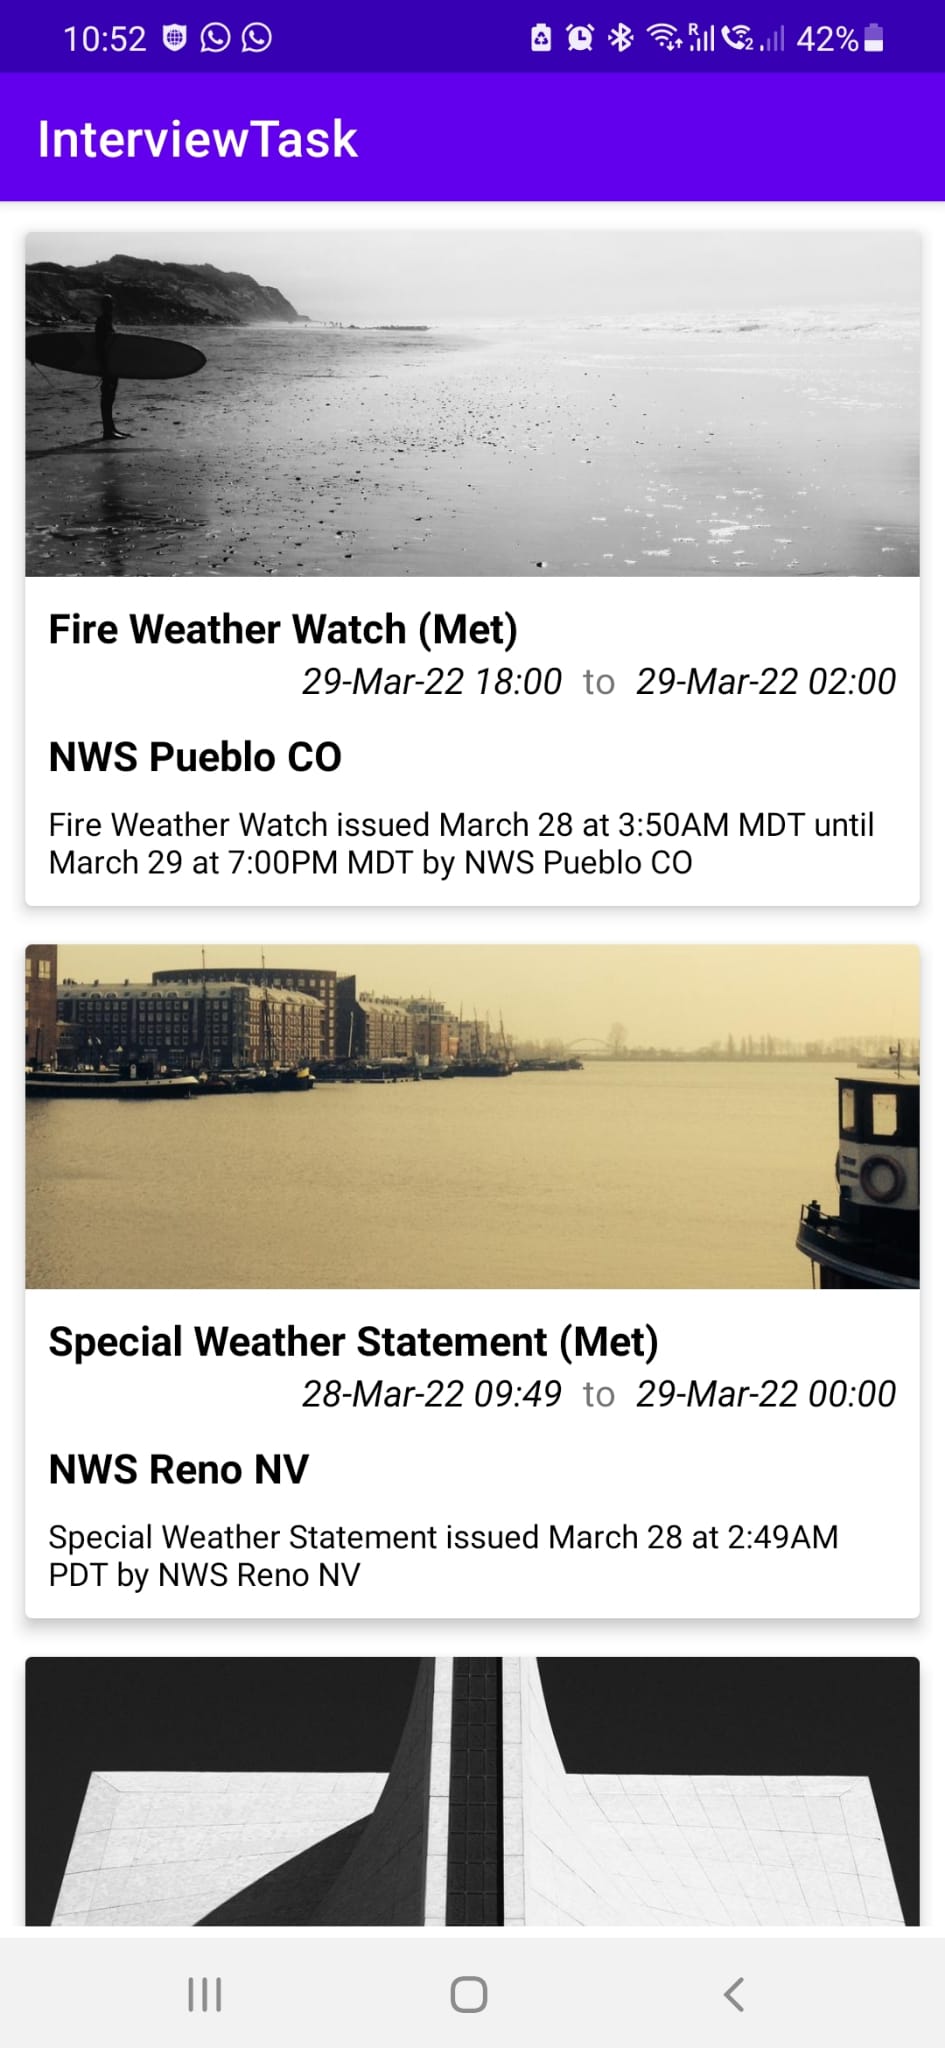 10:52
42%
InterviewTask
Fire Weather Watch (Met)
29-Mar-22 18:00 to 29-Mar-22 02:00
NWS Pueblo CO
Fire Weather Watch issued March 28 at 3:50AM MDT until
March 29 at 7:00PM MDT by NWS Pueblo CO
Special Weather Statement (Met)
28-Mar-22 09:49 to 29-Mar-22 00:00
NWS Reno NV
Special Weather Statement issued March 28 at 2:49AM
PDT by NWS Reno NV